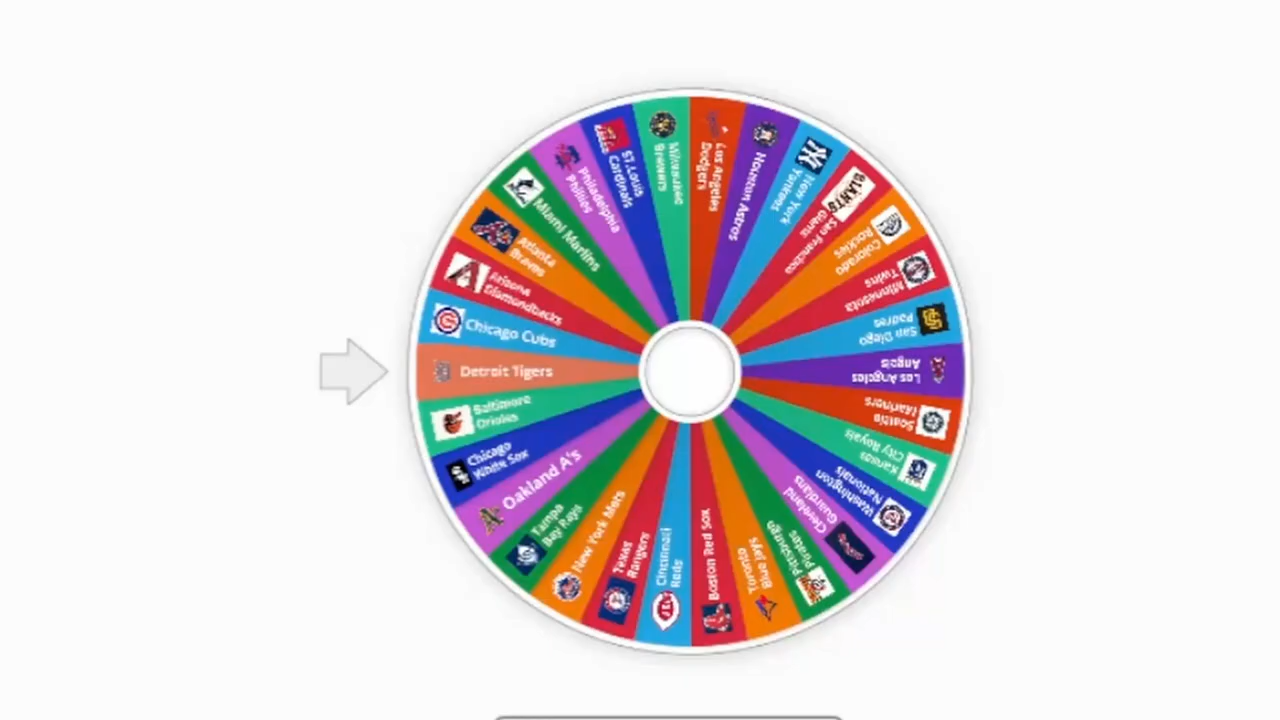 Los Angeles
Dodgers
Houston Astros
New York
Yankees
GIANTS
San Francisco
Giants
Colorado
Rockies
Minnesota
Twins
San Diego
Padres
Los Angeles
Angels
Seattle
Mariners
Kansas
City Royals
Washington
Nationals
Cleveland
Guardians
Pittsburgh
Pirates
Toronto
Blue Jays
Boston Red Sox
Cincinnati
Reds
Texas
Rangers
New York Mets
Tampa
Bay Rays
Oakland A's
Chicago
White Sox
Baltimore
Orioles
Detroit Tigers
Chicago Cubs
Arizona
Diamondbacks
Atlanta
Braves
Miami Marlins
Philadelphia
Phillies
ST.Louis
Cardinals
Milwaukee
Brewers